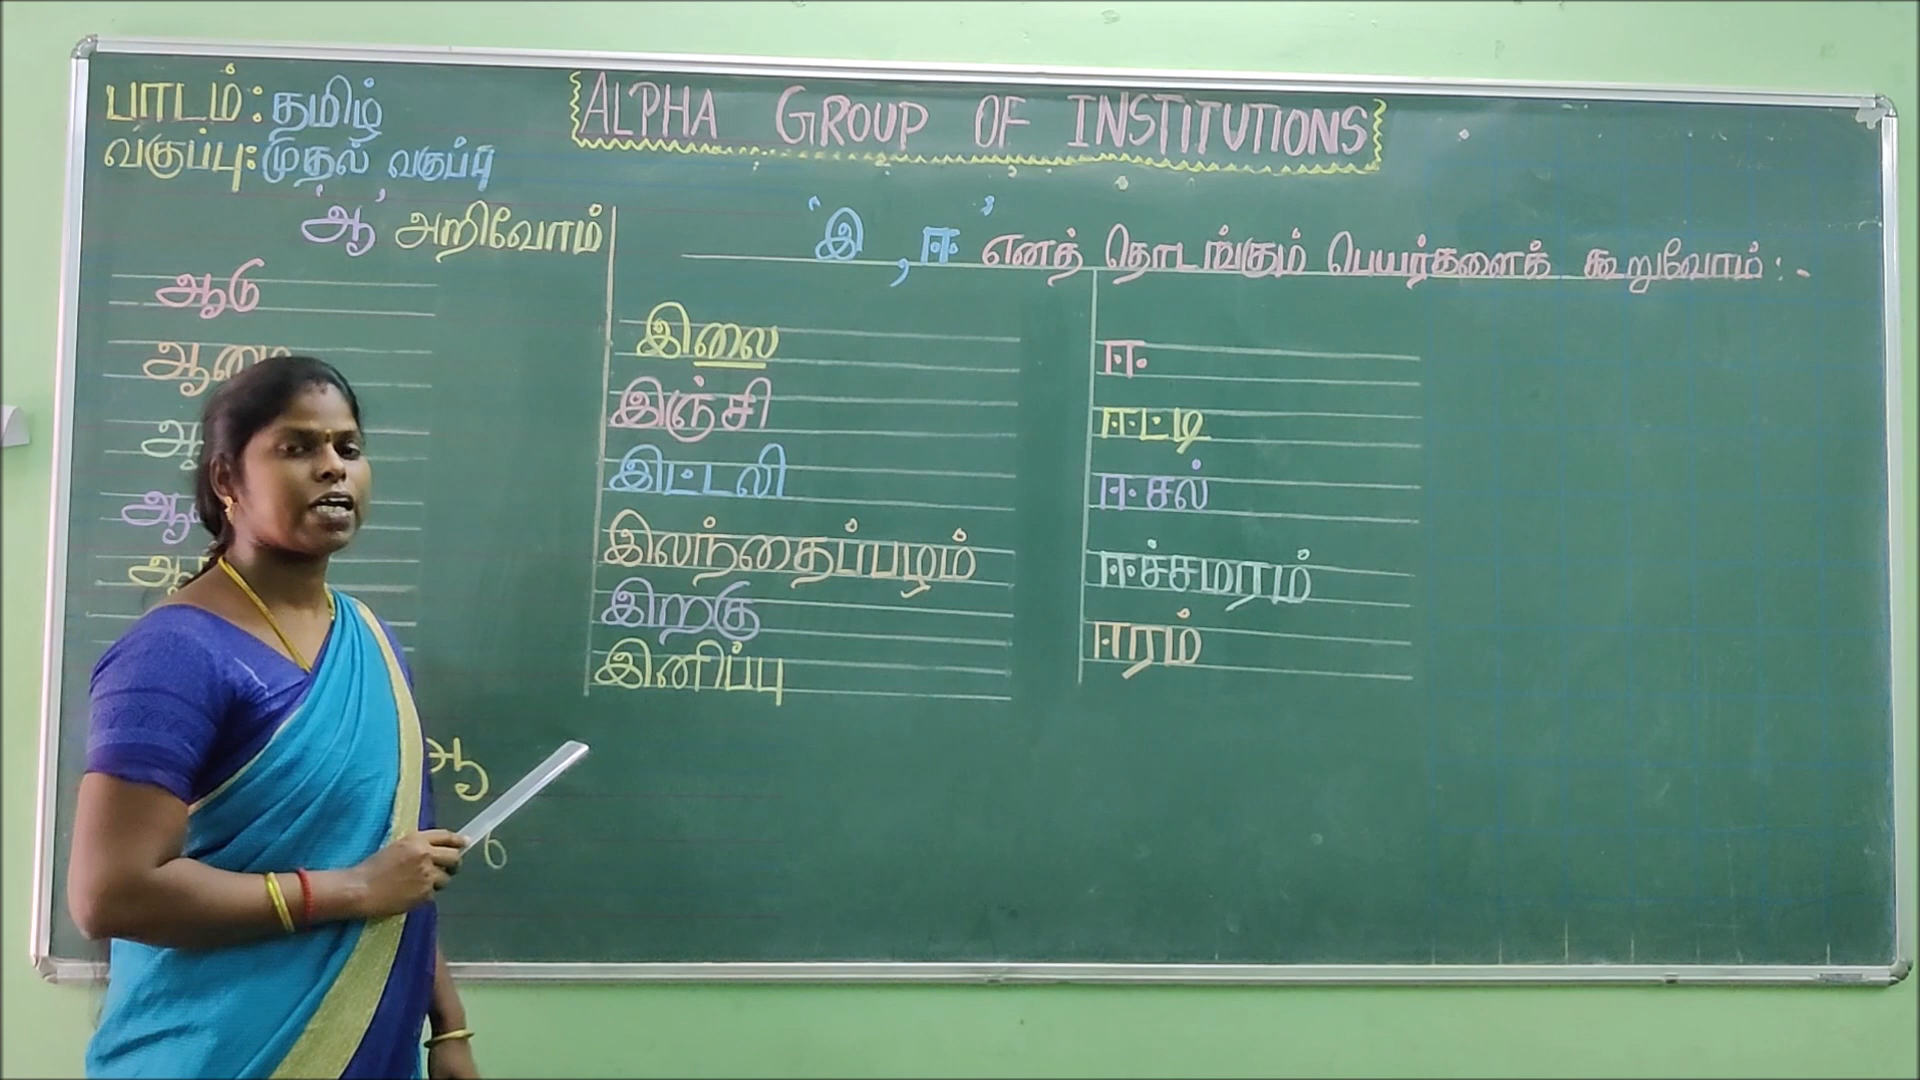 பாடம்: தமிழ்
ALPHA GROUP OF INSTITUTIONS
வகுப்பு: முதல் வகுப்பு
'ஆ' அறிவோம்
ஆடு
'இ, ஈ' எனத் தொடங்கும் பெயர்களைக் கூறுவோம்:-
இலை
இஞ்சி
இட்டலி
இலந்தைப்பழம்
இறகு
இனிப்பு
ஈ
ஈட்டி
ஈசல்
ஈச்சமரம்
ஈரம்
ஆ